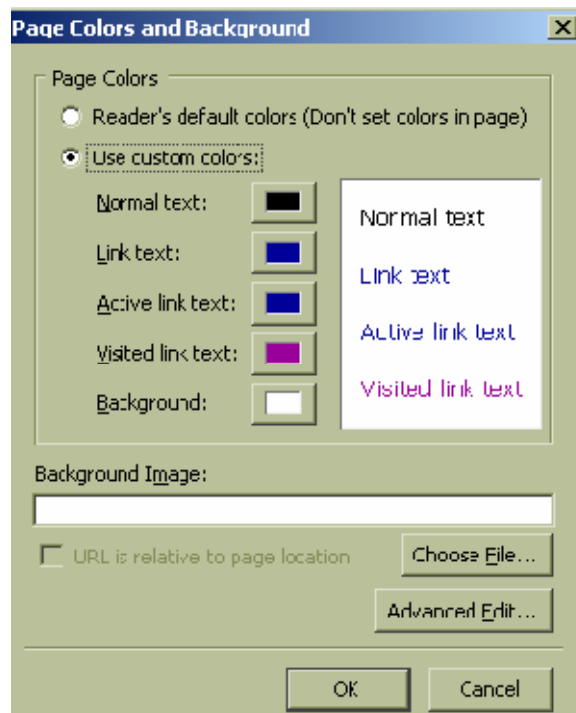 Page Colors and Background
Page Colors
Reader's default colors (Don't set colors in page)
Use custom colors:
Normal text:
Link text:
Active link text:
Visited link text:
Background:
Normal text
Link text
Active link text
Visited link text
Background Image:
URL is relative to page location
Choose File...
Advanced Edit...
OK Cancel